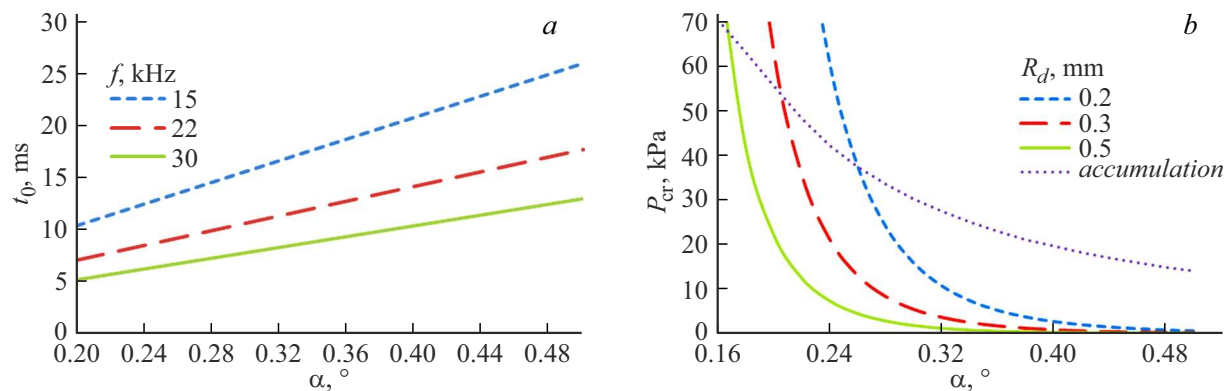 a
30
25
20
15
10
5
0
t0, ms
f, kHz
15
22
30
0.20 0.24 0.28 0.32 0.36 0.40 0.44 0.48
α, °
b
70
60
50
40
30
20
10
0
Pcr, kPa
Rd, mm
0.2
0.3
0.5
accumulation
0.16 0.24 0.32 0.40 0.48
α, °